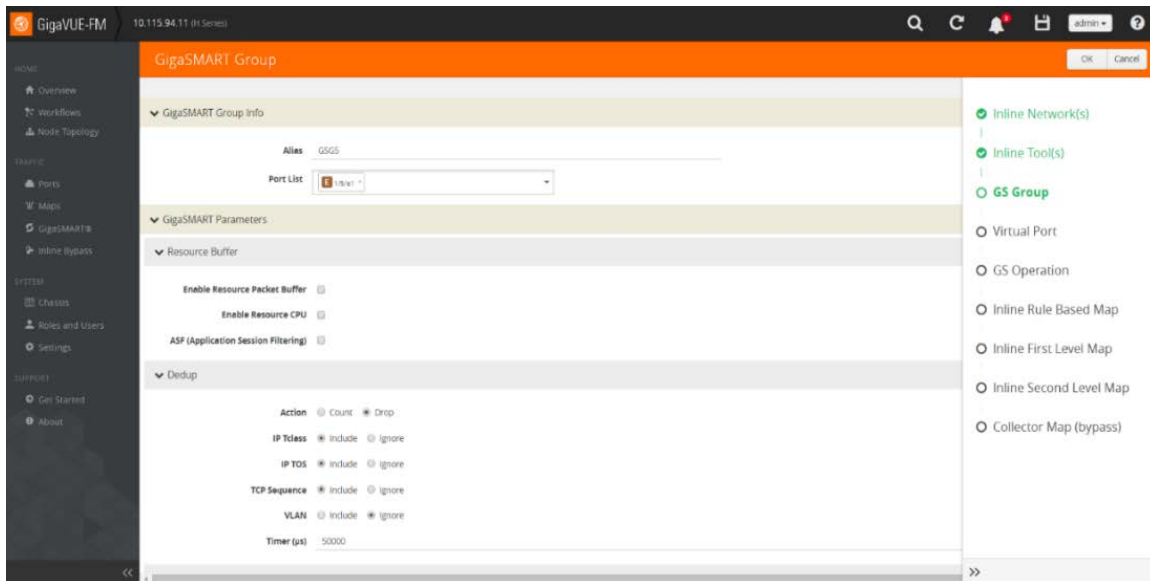 GigaVUE-FM 10.115.94.11 (H Series) admin
GigaSMART Group OK Cancel
HOME
Overview
Workflows
Node Topology
TRAFFIC
Ports
Maps
GigaSMART®
Inline Bypass
SYSTEM
Chassis
Roles and Users
Settings
SUPPORT
Get Started
About
GigaSMART Group Info
Alias GSGS
Port List E 1/5/e1
GigaSMART Parameters
Resource Buffer
Enable Resource Packet Buffer
Enable Resource CPU
ASF (Application Session Filtering)
Dedup
Action Count Drop
IP Tclass Include Ignore
IP TOS Include Ignore
TCP Sequence Include Ignore
VLAN Include Ignore
Timer (µs) 50000
Inline Network(s)
Inline Tool(s)
GS Group
Virtual Port
GS Operation
Inline Rule Based Map
Inline First Level Map
Inline Second Level Map
Collector Map (bypass)